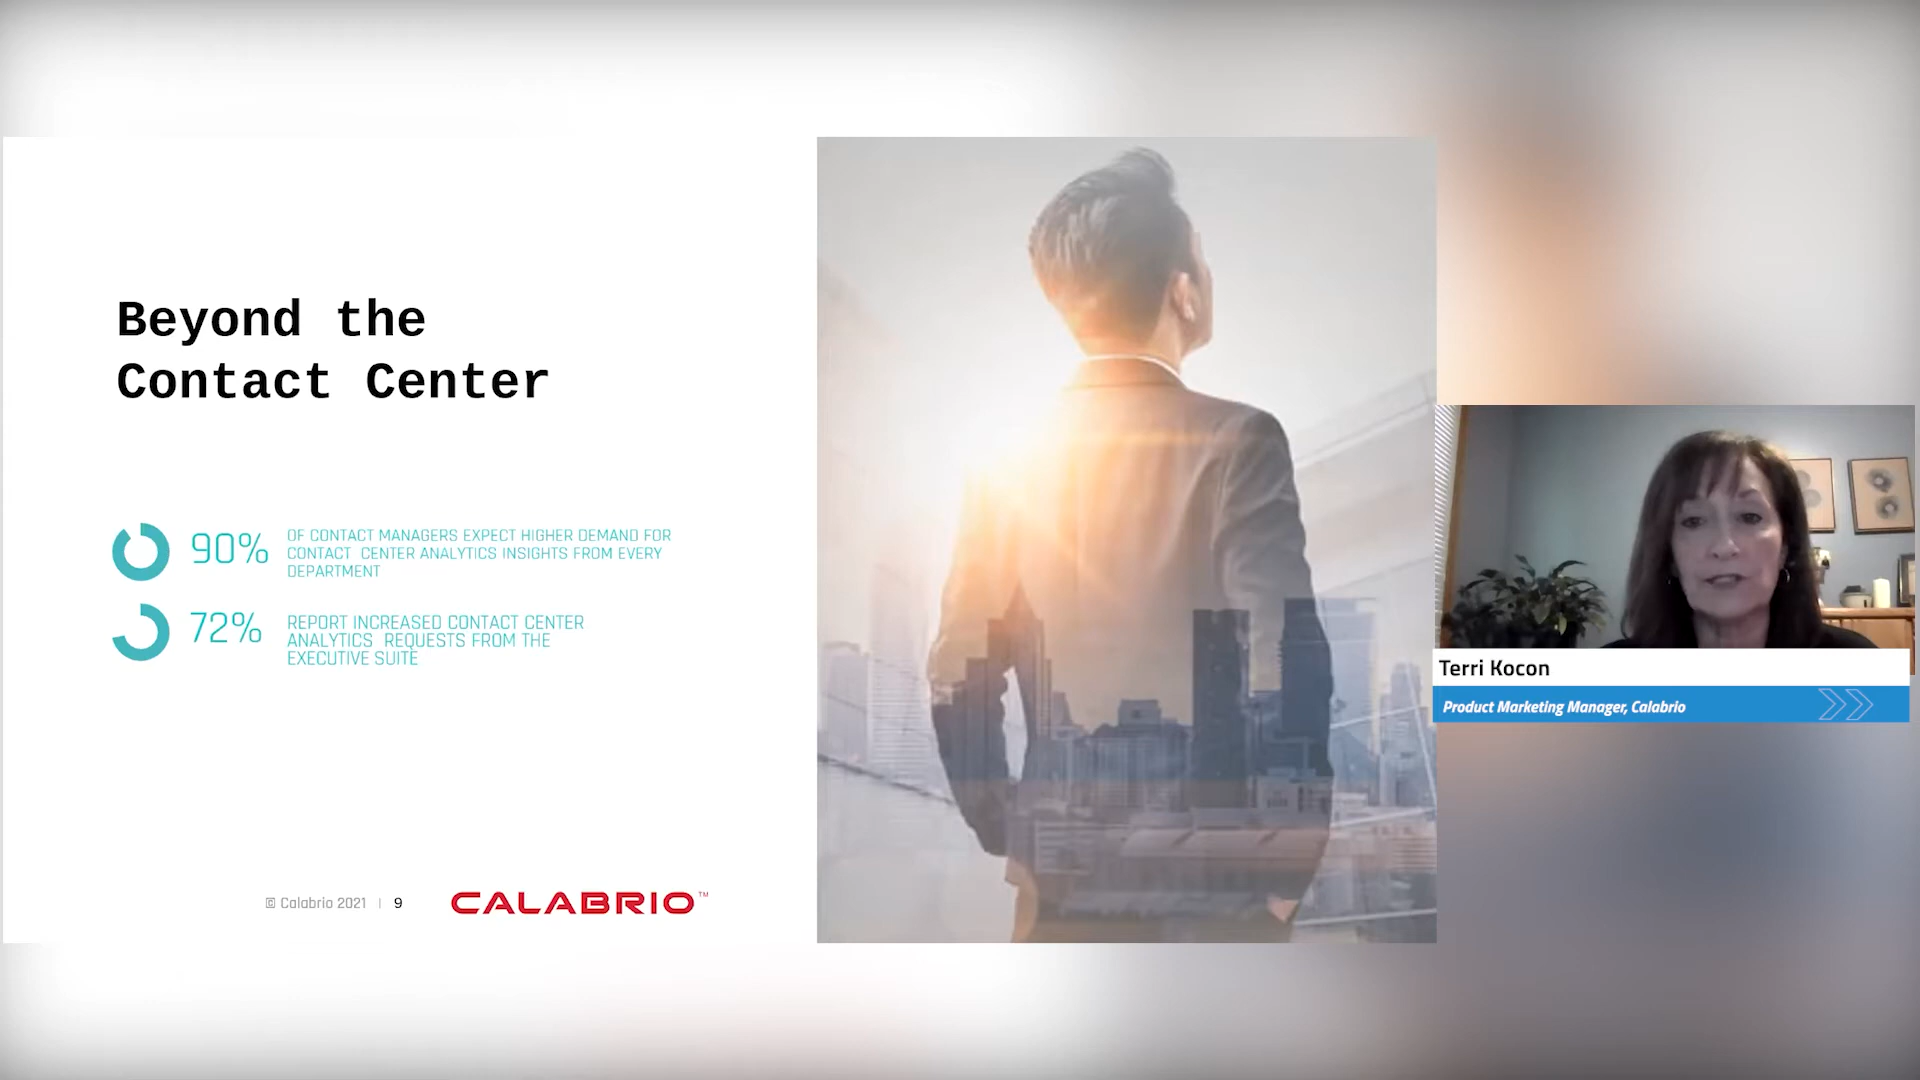 Beyond the
Contact Center
90%
OF CONTACT MANAGERS EXPECT HIGHER DEMAND FOR
CONTACT CENTER ANALYTICS INSIGHTS FROM EVERY
DEPARTMENT
72%
REPORT INCREASED CONTACT CENTER
ANALYTICS REQUESTS FROM THE
EXECUTIVE SUITE
© Calabrio 2021 | 9
CALABRIO™
Terri Kocon
Product Marketing Manager, Calabrio